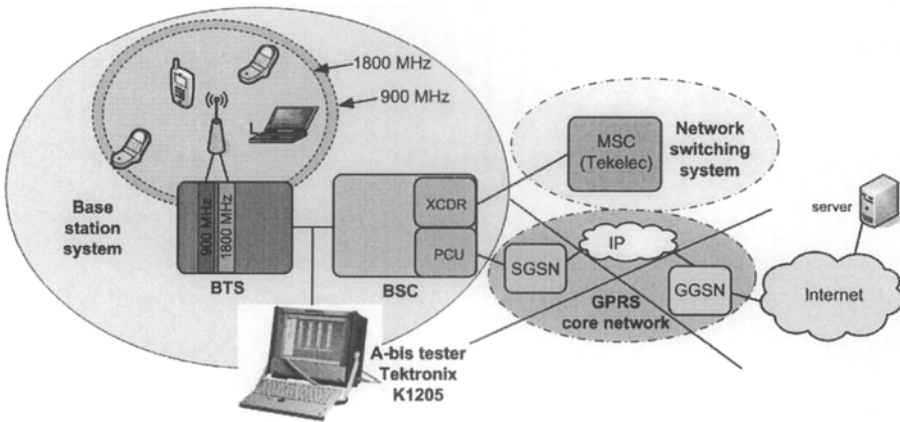 1800 MHz
900 MHz
Base
station
system
900 MHz
1800 MHz
BTS
XCDR
PCU
BSC
MSC
(Tekelec)
Network
switching
system
server
SGSN
IP
GGSN
GPRS
core network
Internet
A-bis tester
Tektronix
K1205